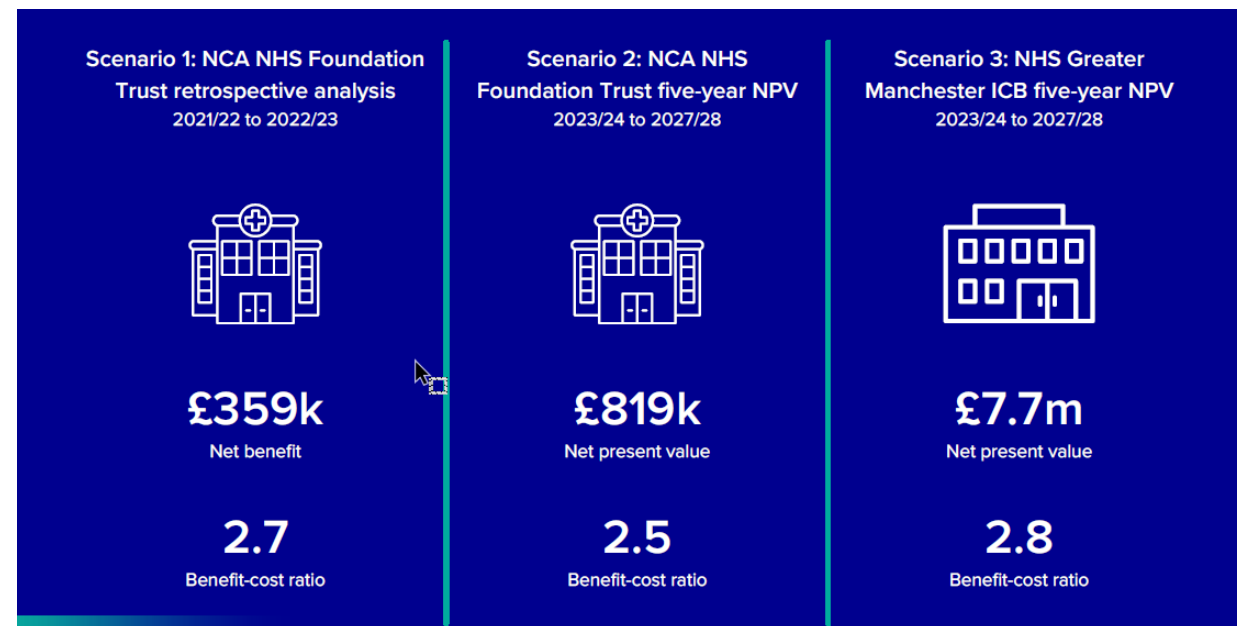 Scenario 1: NCA NHS Foundation
Trust retrospective analysis
2021/22 to 2022/23
£359k
Net benefit
2.7
Benefit-cost ratio
Scenario 2: NCA NHS
Foundation Trust five-year NPV
2023/24 to 2027/28
£819k
Net present value
2.5
Benefit-cost ratio
Scenario 3: NHS Greater
Manchester ICB five-year NPV
2023/24 to 2027/28
£7.7m
Net present value
2.8
Benefit-cost ratio